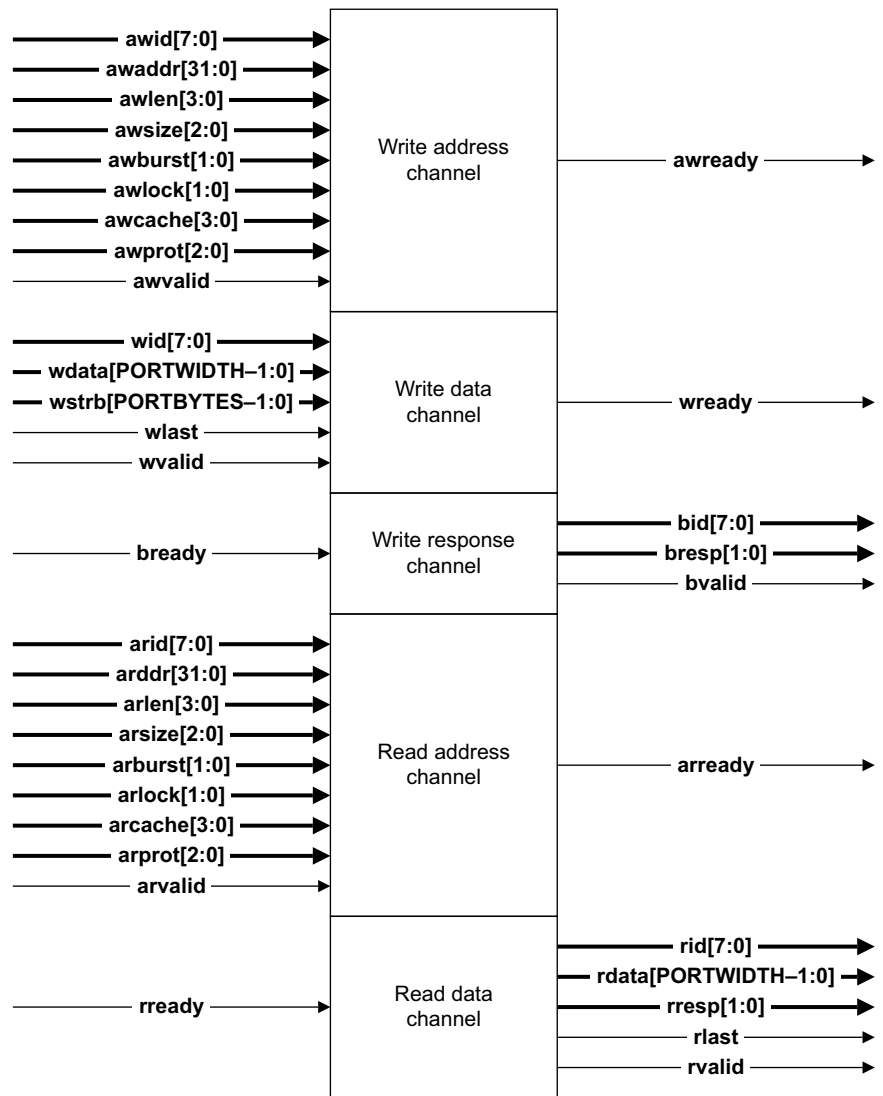 awid[7:0]
awaddr[31:0]
awlen[3:0]
awsize[2:0]
awburst[1:0]
awlock[1:0]
awcache[3:0]
awprot[2:0]
awvalid
Write address
channel
awready
wid[7:0]
wdata[PORTWIDTH–1:0]
wstrb[PORTBYTES–1:0]
wlast
wvalid
Write data
channel
wready
bready
Write response
channel
bid[7:0]
bresp[1:0]
bvalid
arid[7:0]
arddr[31:0]
arlen[3:0]
arsize[2:0]
arburst[1:0]
arlock[1:0]
arcache[3:0]
arprot[2:0]
arvalid
Read address
channel
arready
rready
Read data
channel
rid[7:0]
rdata[PORTWIDTH–1:0]
rresp[1:0]
rlast
rvalid